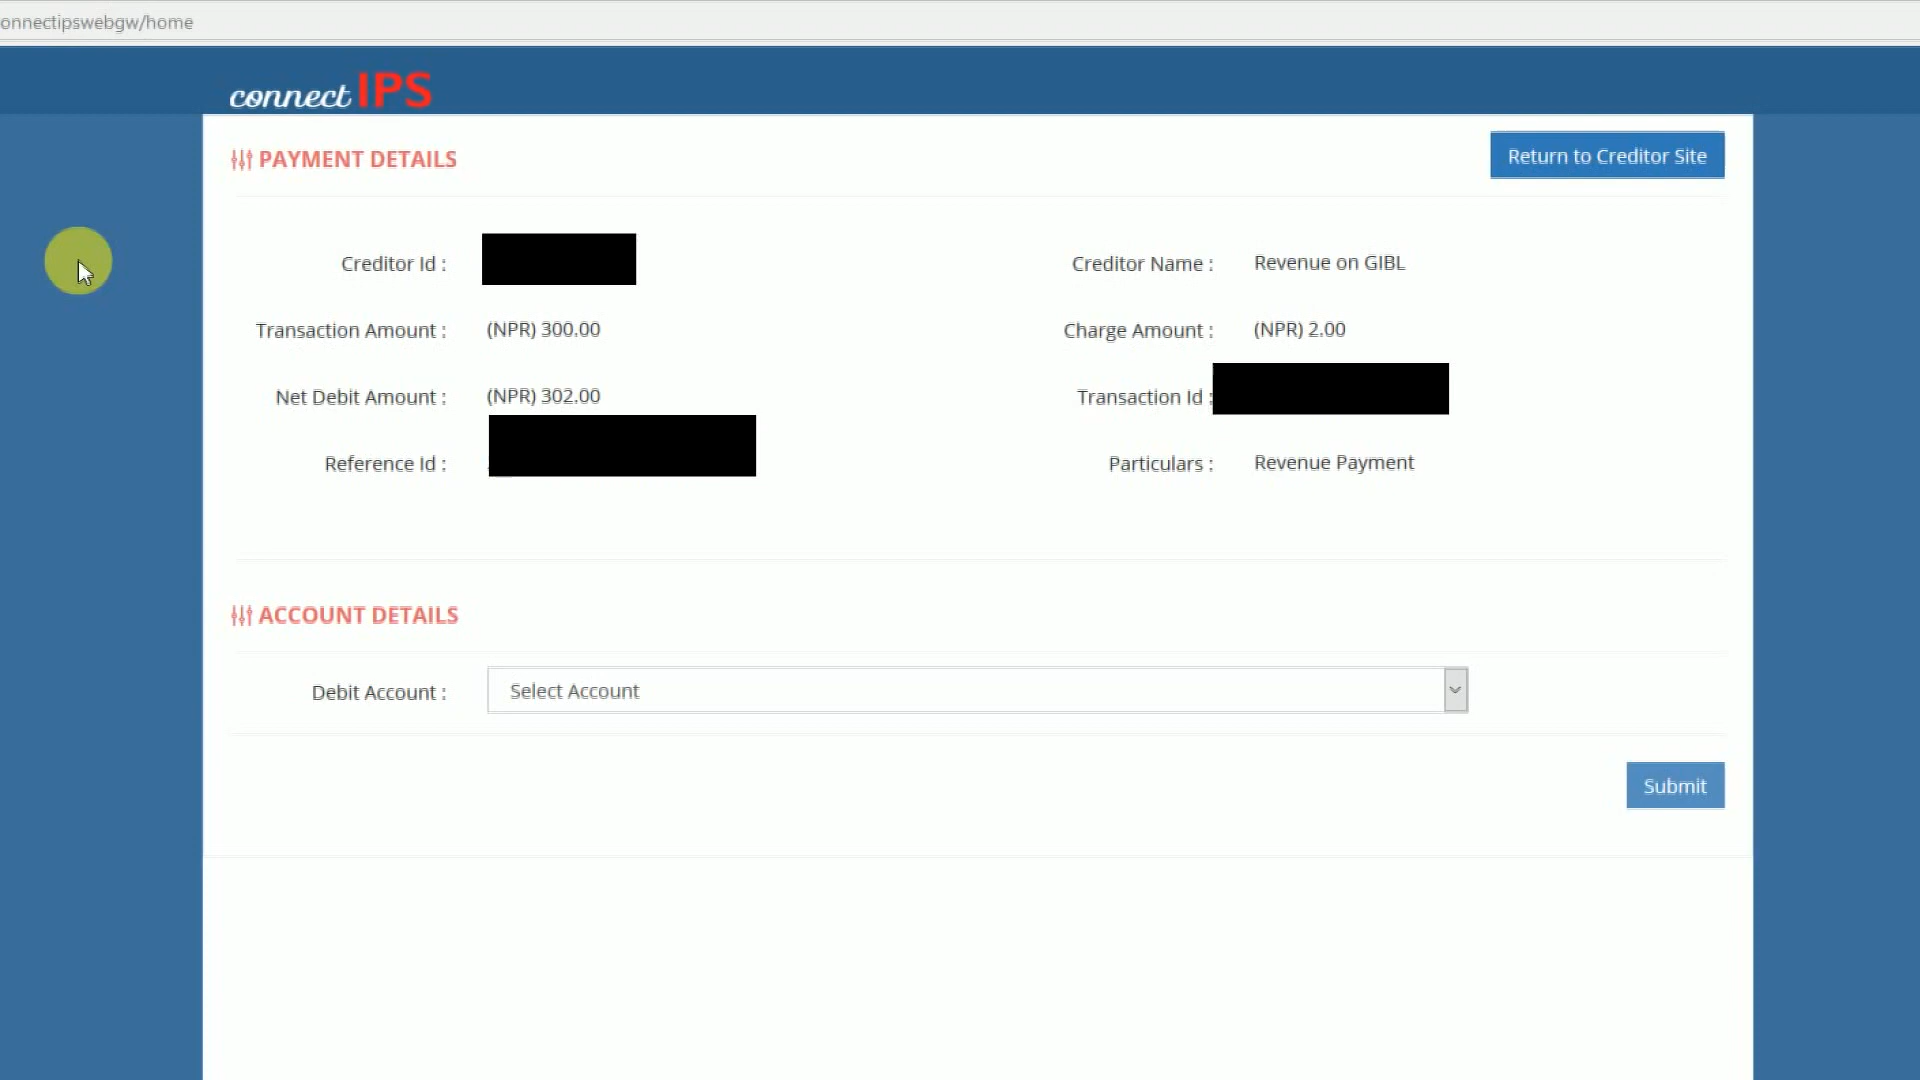 onnectipswebgw/home
connectIPS
PAYMENT DETAILS
Return to Creditor Site
Creditor Id :
Creditor Name : Revenue on GIBL
Transaction Amount : (NPR) 300.00
Charge Amount : (NPR) 2.00
Net Debit Amount : (NPR) 302.00
Transaction Id :
Reference Id :
Particulars : Revenue Payment
ACCOUNT DETAILS
Debit Account : Select Account
Submit